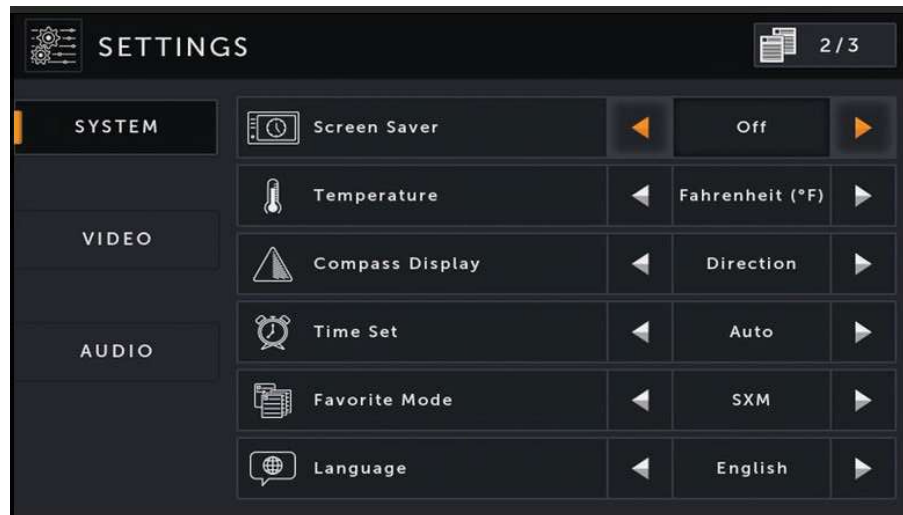 SETTINGS
2/3
SYSTEM
VIDEO
AUDIO
Screen Saver
Off
Temperature
Fahrenheit (°F)
Compass Display
Direction
Time Set
Auto
Favorite Mode
SXM
Language
English